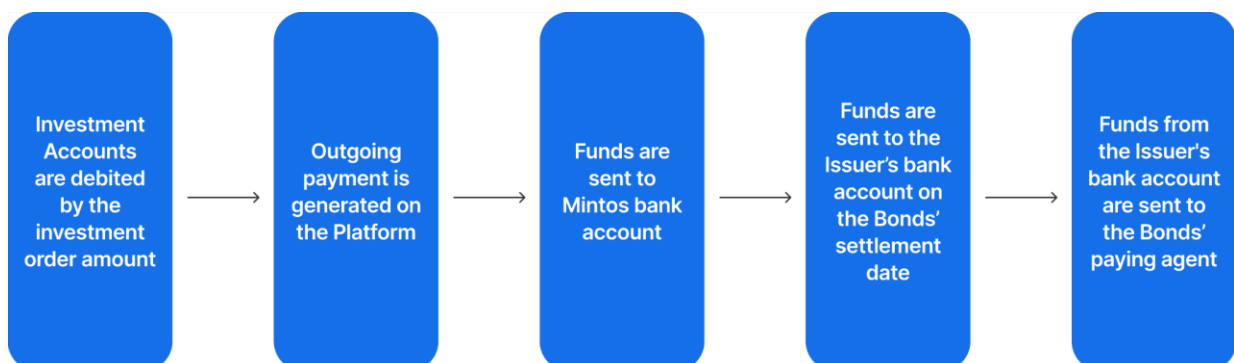 Investment
Accounts
are debited
by the
investment
order amount
Outgoing
payment is
generated on
the Platform
Funds are
sent to
Mintos bank
account
Funds are
sent to the
Issuer’s bank
account on
the Bonds’
settlement
date
Funds from
the Issuer's
bank account
are sent to
the Bonds’
paying agent